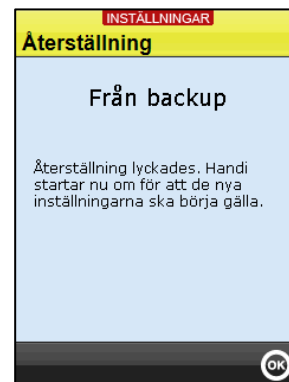 INSTÄLLNINGAR
Återställning
Från backup
Återställning lyckades. Handi
startar nu om för att de nya
inställningarna ska börja gälla.
OK